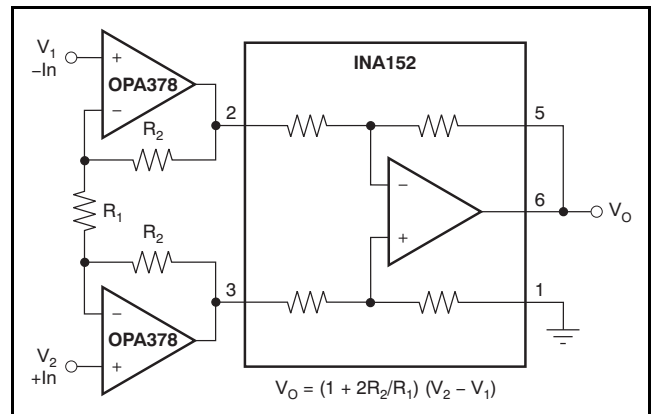 V1
–In
+
OPA378
–
R2
R1
R2
–
OPA378
+
V2
+In
INA152
2
5
–
+
6
VO
3
1
VO = (1 + 2R2/R1) (V2 – V1)